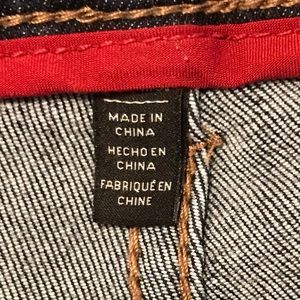 MADE IN
CHINA
HECHO EN
CHINA
FABRIQUÉ EN
CHINE